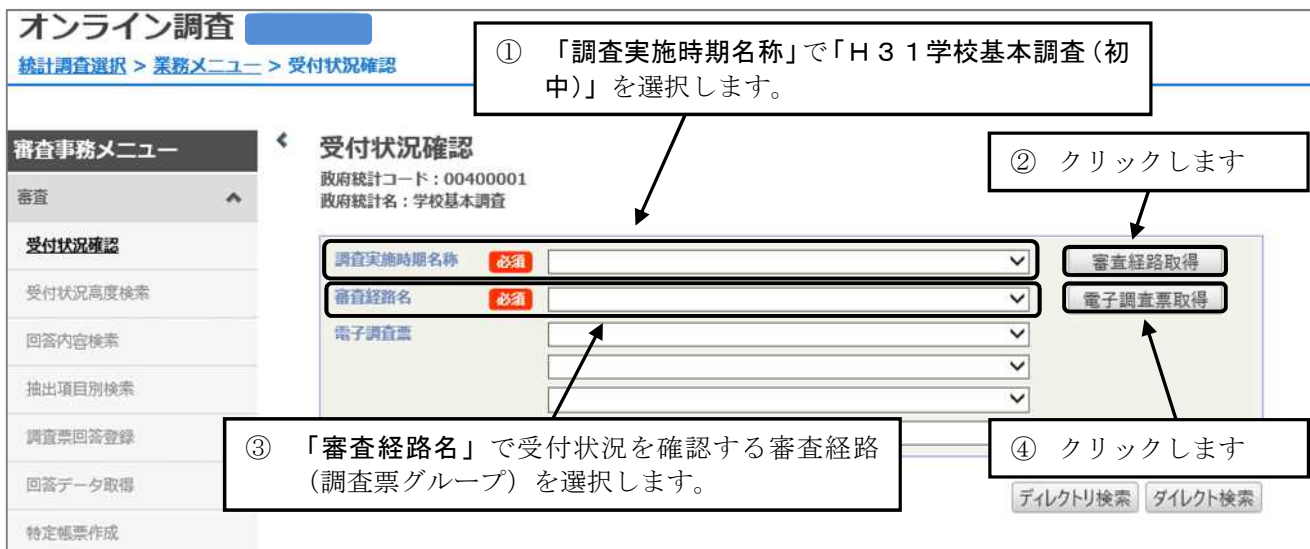 オンライン調査
統計調査選択 > 業務メニュー > 受付状況確認
① 「調査実施時期名称」で「H31学校基本調査(初
中)」を選択します。
審査事務メニュー
審査
受付状況確認
受付状況高度検索
回答内容検索
抽出項目別検索
調査票回答登録
回答データ取得
特定帳票作成
受付状況確認
政府統計コード:00400001
政府統計名:学校基本調査
② クリックします
調査実施時期名称 必須
審査経路取得
審査経路名 必須
電子調査票取得
電子調査票
③ 「審査経路名」で受付状況を確認する審査経路
(調査票グループ)を選択します。
④ クリックします
ディレクトリ検索 ダイレクト検索